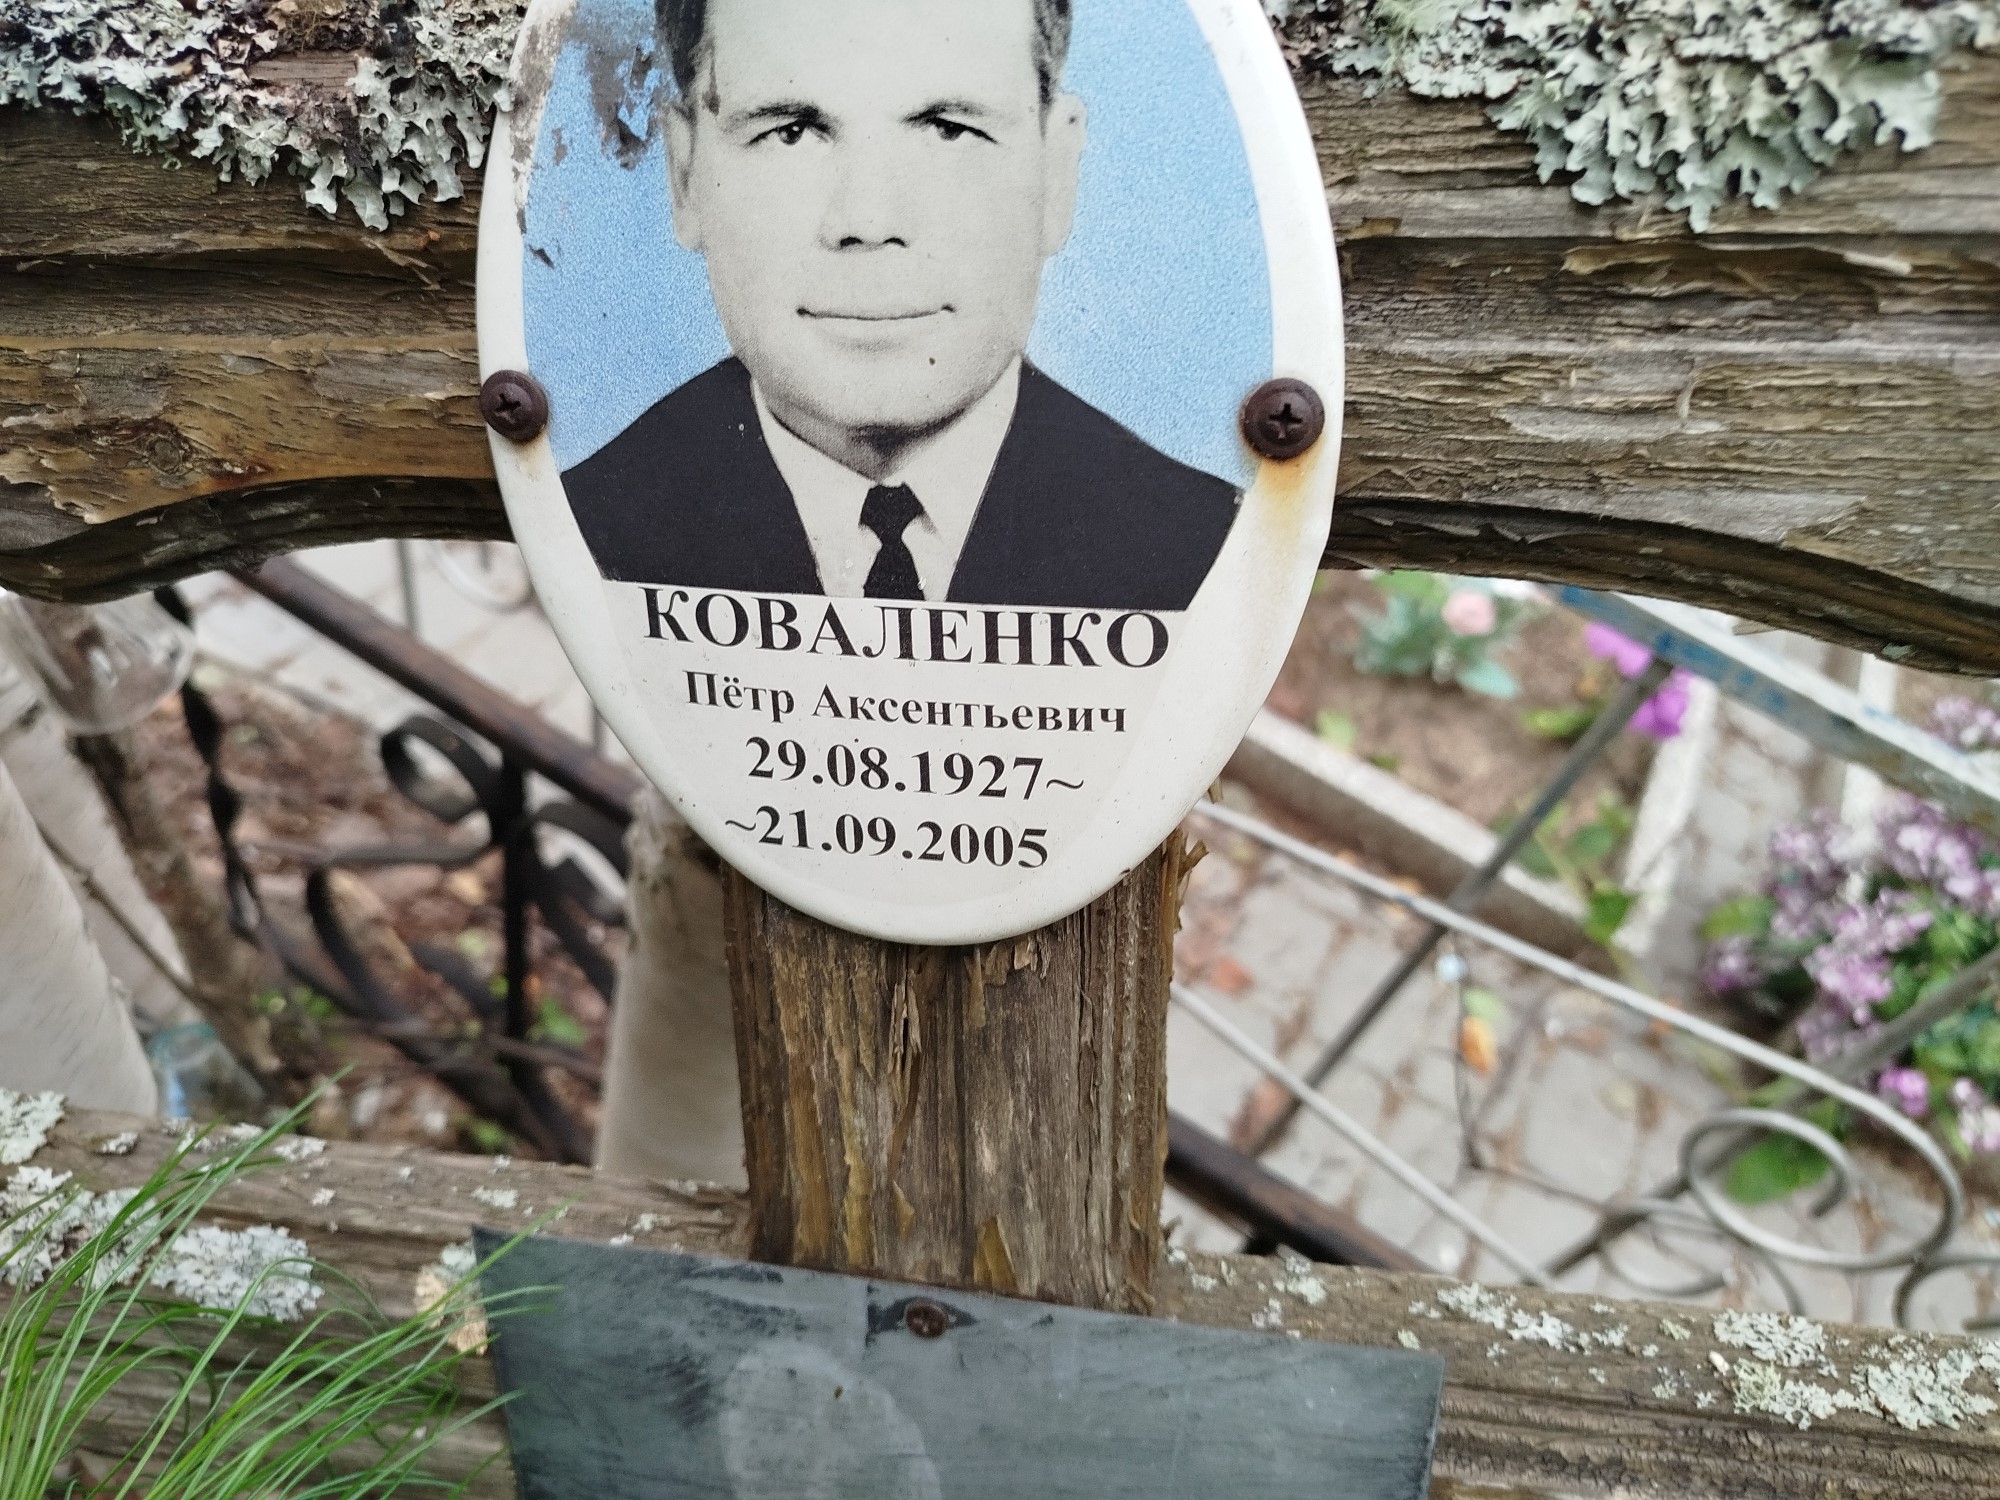 КОВАЛЕНКО
Пётр Аксентьевич
29.08.1927~
~21.09.2005